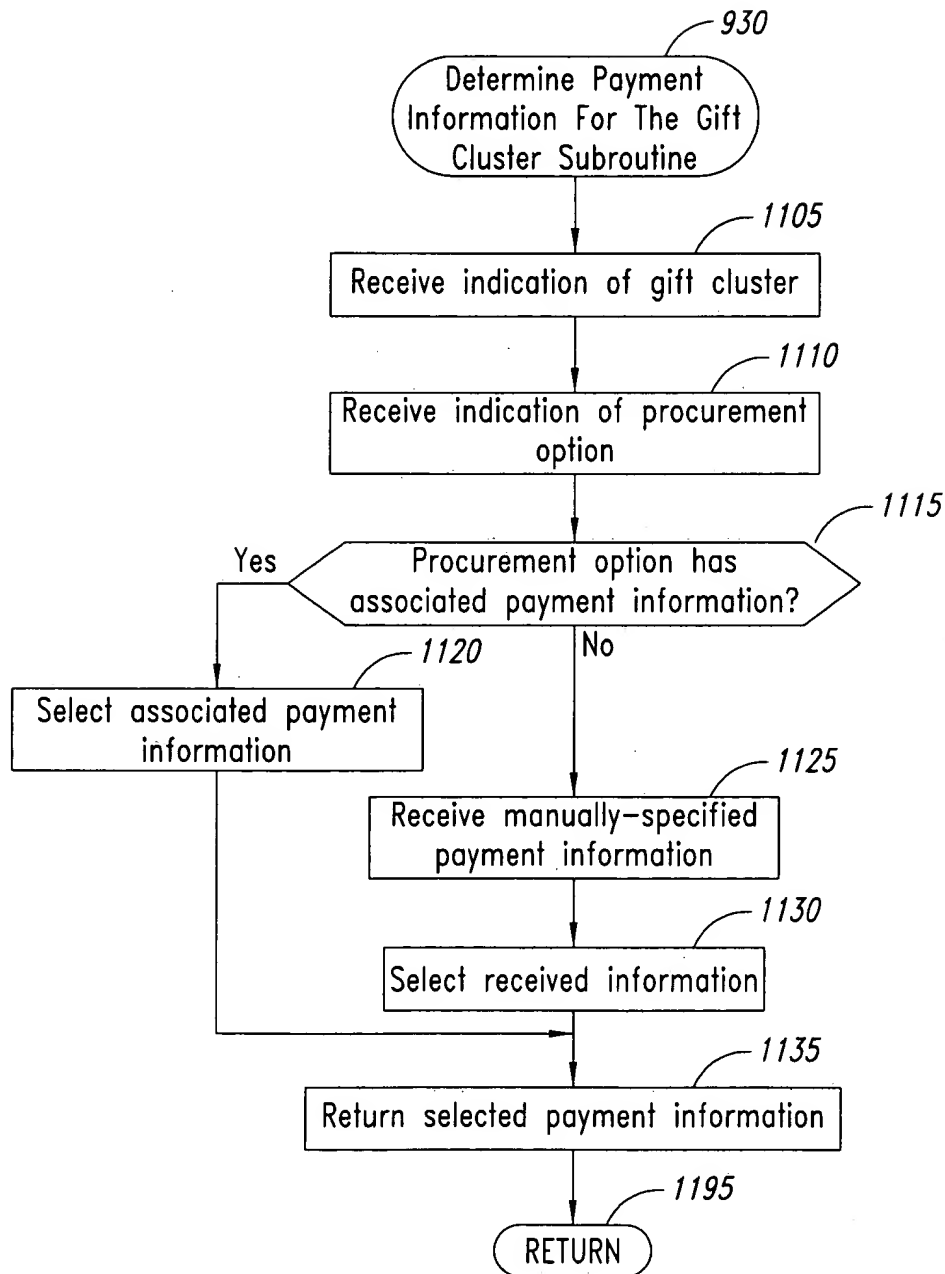 930
Determine Payment
Information For The Gift
Cluster Subroutine
1105
Receive indication of gift cluster
1110
Receive indication of procurement
option
1115
Yes
Procurement option has
associated payment information?
No
1120
Select associated payment
information
1125
Receive manually-specified
payment information
1130
Select received information
1135
Return selected payment information
1195
RETURN